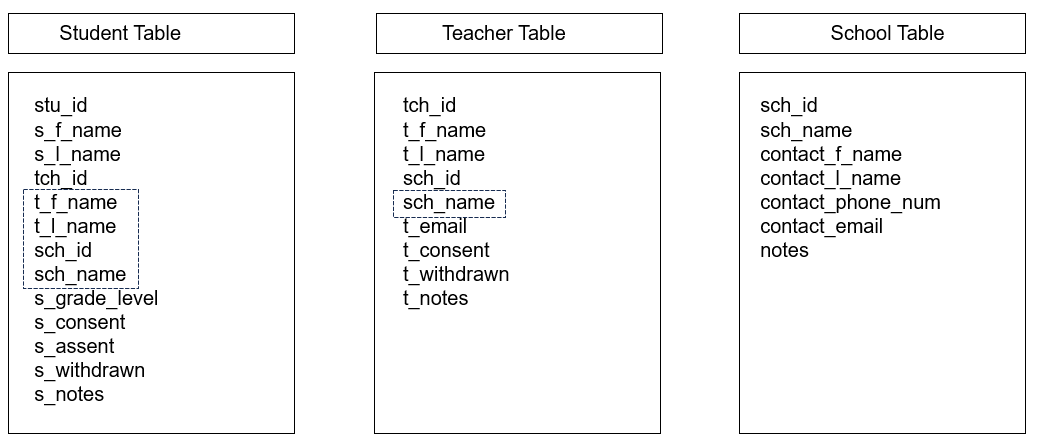 Student Table
stu_id
s_f_name
s_l_name
tch_id
t_f_name
t_l_name
sch_id
sch_name
s_grade_level
s_consent
s_assent
s_withdrawn
s_notes
Teacher Table
tch_id
t_f_name
t_l_name
sch_id
sch_name
t_email
t_consent
t_withdrawn
t_notes
School Table
sch_id
sch_name
contact_f_name
contact_l_name
contact_phone_num
contact_email
notes